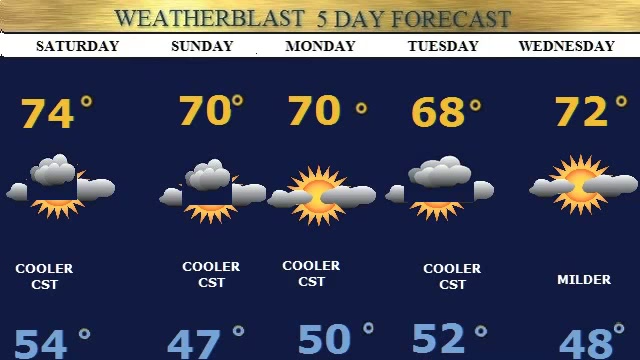 WEATHERBLAST 5 DAY FORECAST
SATURDAY SUNDAY MONDAY TUESDAY WEDNESDAY
74° 70° 70° 68° 72°
COOLER COOLER COOLER COOLER MILDER
CST CST CST CST
54° 47° 50° 52° 48°